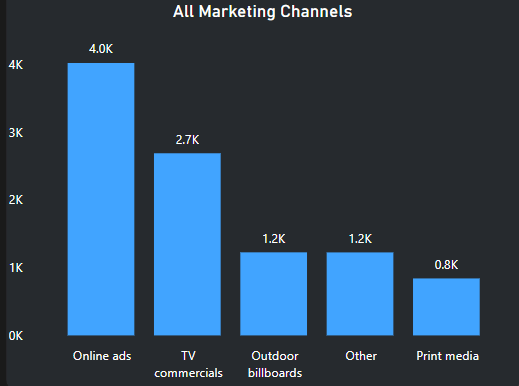 All Marketing Channels
4.0K
4K
3K
2.7K
2K
1.2K
1.2K
1K
0.8K
0K
Online ads
TV
commercials
Outdoor
billboards
Other
Print media